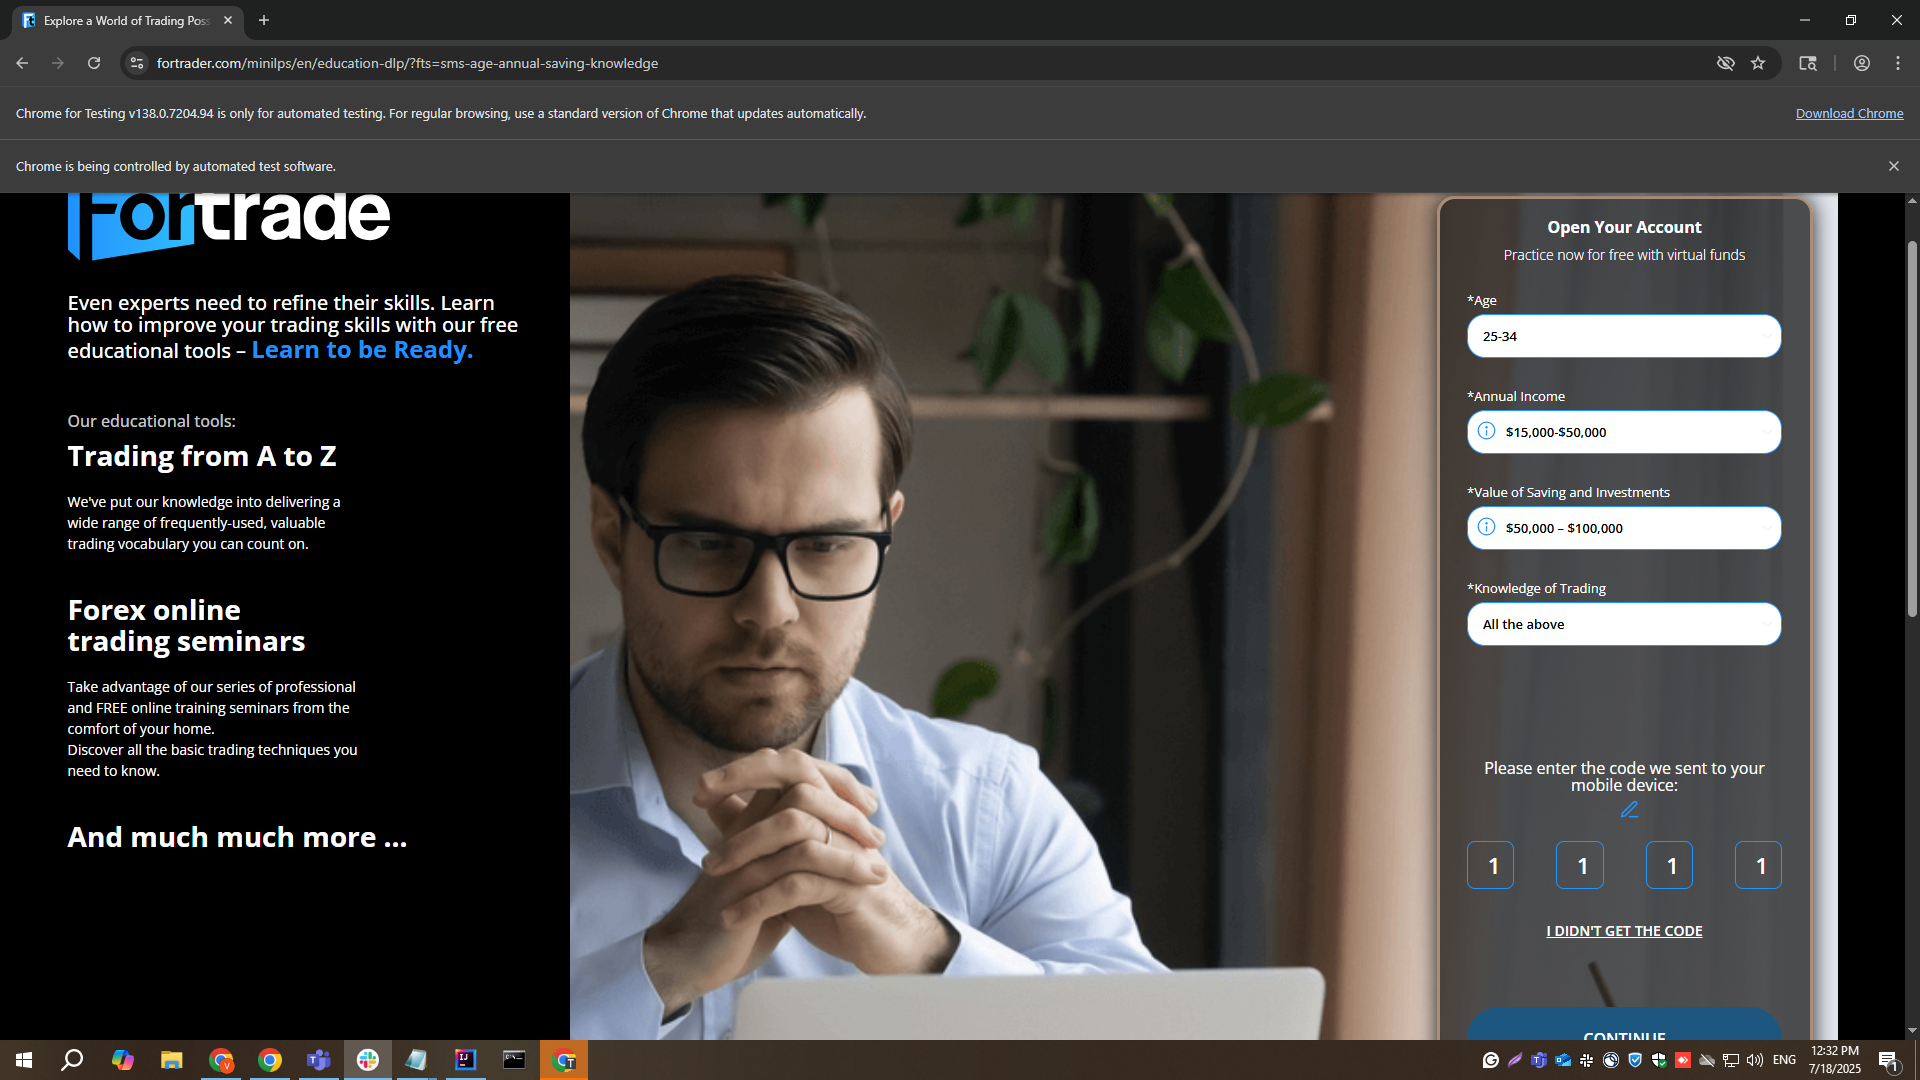 Explore a World of Trading Pos
fortrader.com/minilps/en/education-dlp/?fts=sms-age-annual-saving-knowledge
Chrome for Testing v138.0.7204.94 is only for automated testing. For regular browsing, use a standard version of Chrome that updates automatically.
Download Chrome
Chrome is being controlled by automated test software.
Fortrade
Even experts need to refine their skills. Learn
how to improve your trading skills with our free
educational tools – Learn to be Ready.
Our educational tools:
Trading from A to Z
We've put our knowledge into delivering a
wide range of frequently-used, valuable
trading vocabulary you can count on.
Forex online
trading seminars
Take advantage of our series of professional
and FREE online training seminars from the
comfort of your home.
Discover all the basic trading techniques you
need to know.
And much much more ...
Open Your Account
Practice now for free with virtual funds
*Age
25-34
*Annual Income
$15,000-$50,000
*Value of Saving and Investments
$50,000 – $100,000
*Knowledge of Trading
All the above
Please enter the code we sent to your
mobile device:
1 1 1 1
I DIDN'T GET THE CODE
CONTINUE
ENG
12:32 PM
7/18/2025
1